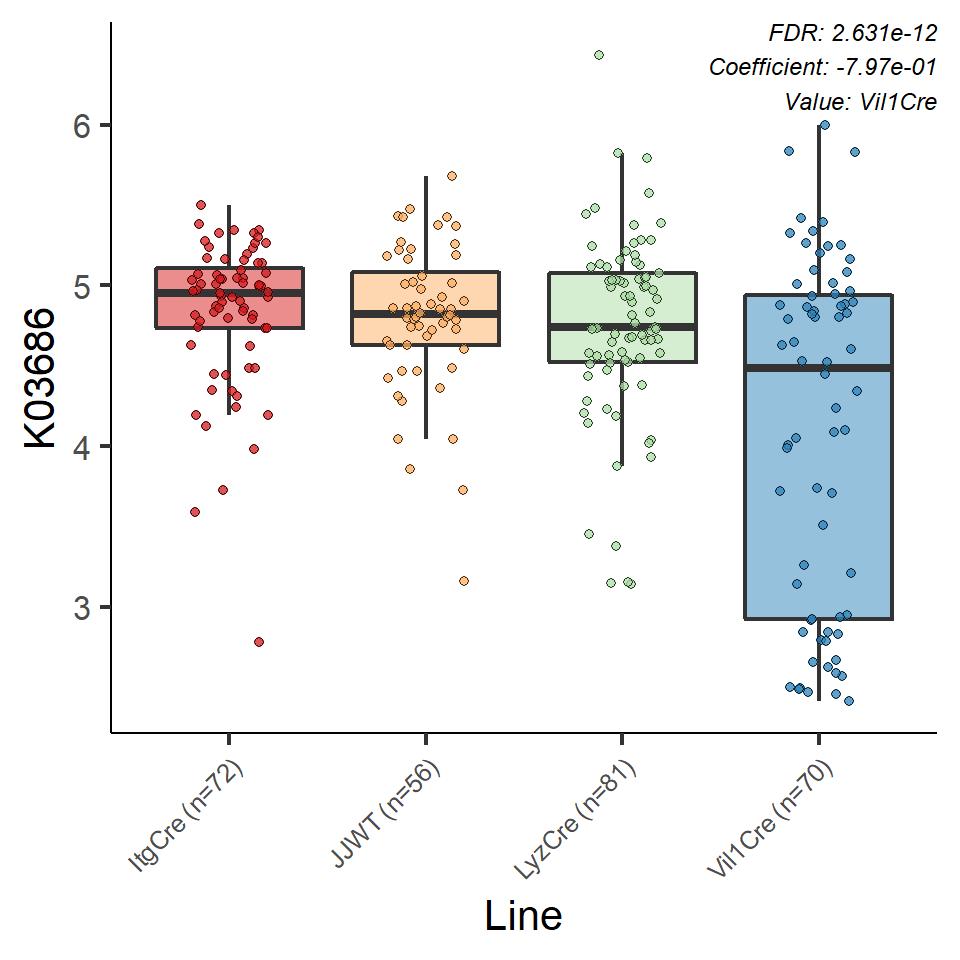 FDR: 2.631e-12
Coefficient: -7.97e-01
Value: Vil1Cre
6
5
4
3
K03686
ItgCre (n=72)
JJWT (n=56)
LyzCre (n=81)
Vil1Cre (n=70)
Line